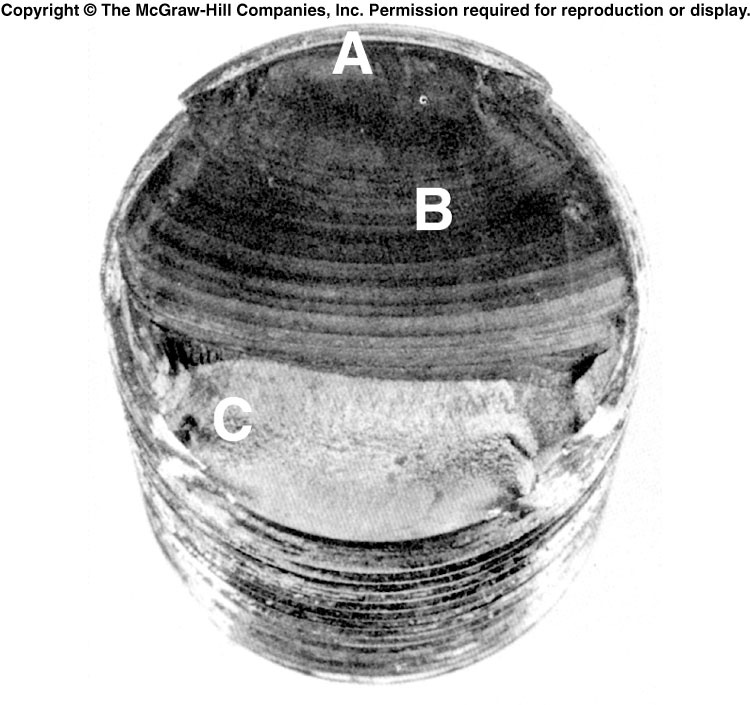 Copyright © The McGraw-Hill Companies, Inc. Permission required for reproduction or display.
A
B
C